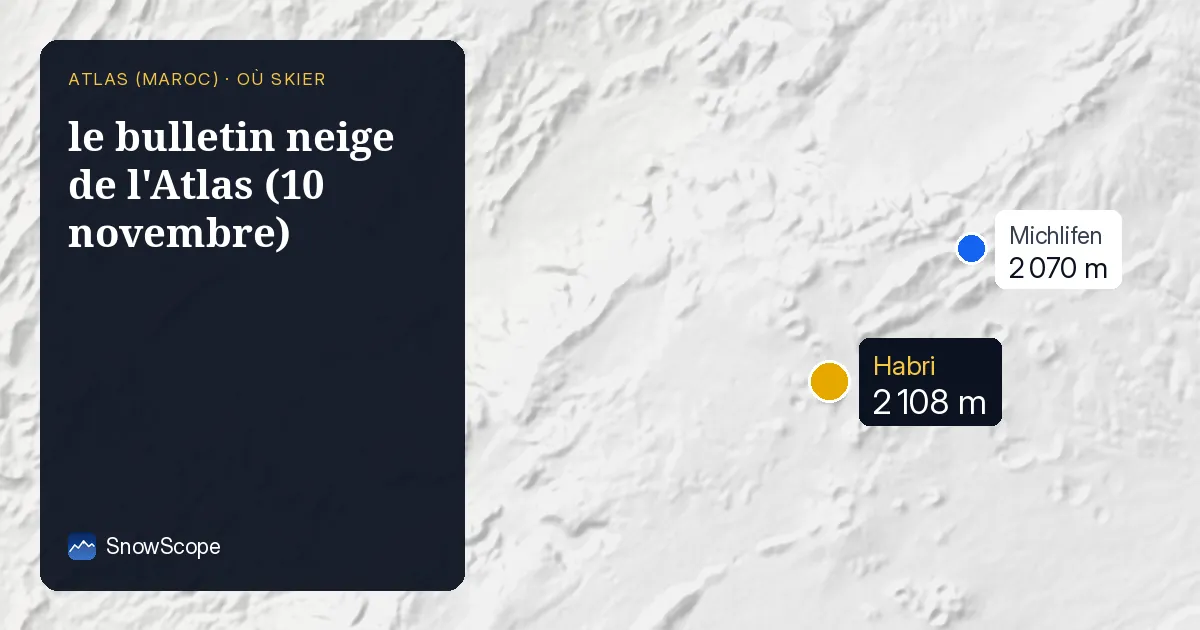 ATLAS (MAROC) · OÙ SKIER
le bulletin neige
de l'Atlas (10
novembre)
Michlifen
2 070 m
Habri
2 108 m
SnowScope